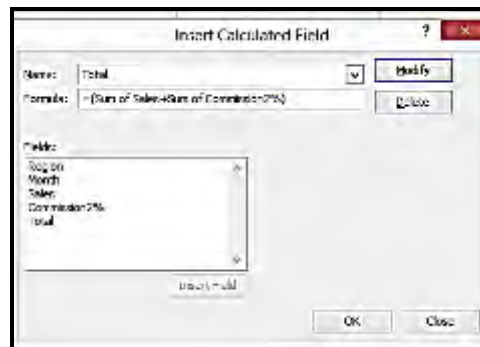 Insert Calculated Field
?
Name: Total
Modify
Formula: =(Sum of Sales+Sum of Commission2%)
Delete
Fields:
Region
Month
Sales
Commission2%
Total
Insert Field
OK
Close